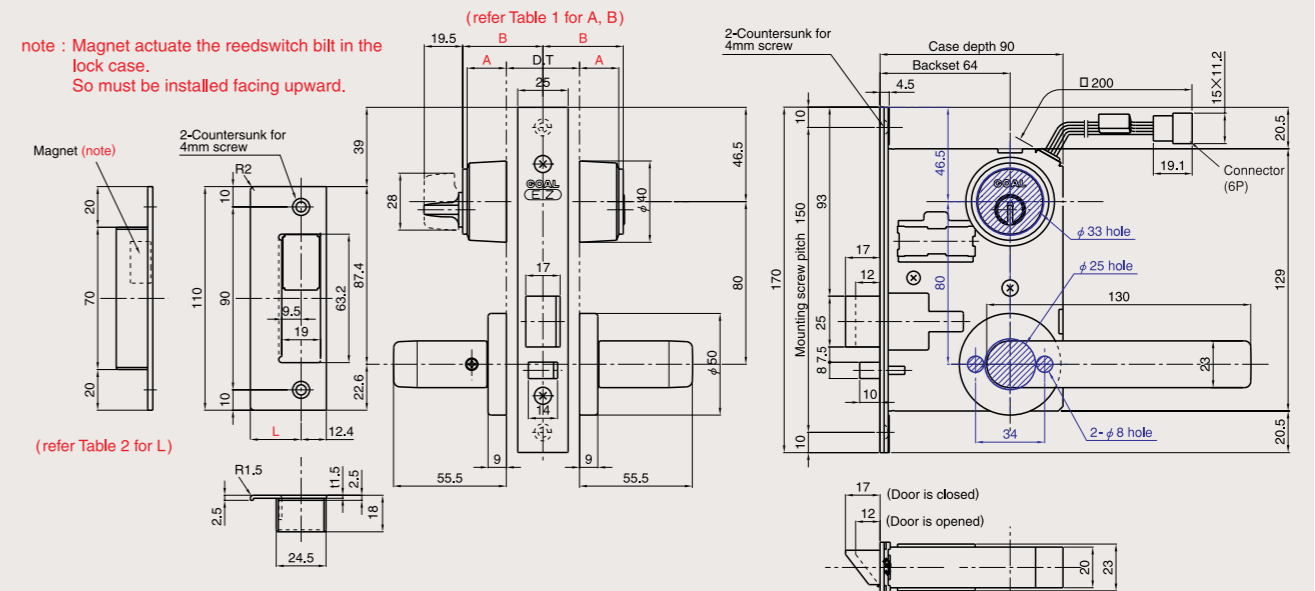 (refer Table 1 for A, B)
note : Magnet actuate the reedswitch bilt in the
lock case.
So must be installed facing upward.
Magnet (note)
2-Countersunk for
4mm screw
R2
20
70
20
110
10
90
10
9.5
19
63.2
39
87.4
22.6
L
12.4
(refer Table 2 for L)
R1.5
t1.5
2.5
2.5
18
24.5
19.5
B
B
A
D.T
A
25
28
GOAL
EZ
φ40
46.5
80
17
14
φ50
9
9
55.5
55.5
2-Countersunk for
4mm screw
Case depth 90
Backset 64
4.5
□200
15×11.2
10
20.5
46.5
93
19.1
Connector
(6P)
GOAL
φ33 hole
170
Mounting screw pitch 150
17
12
80
φ25 hole
130
129
25
7.5
8
10
23
34
2-φ8 hole
10
20.5
17
(Door is closed)
12
(Door is opened)
20
23